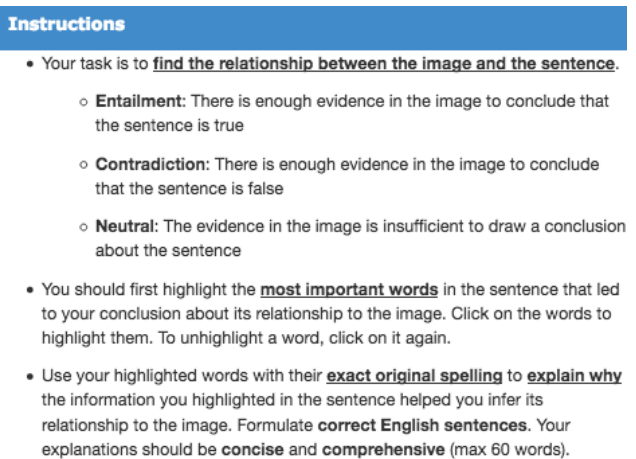 Instructions
• Your task is to find the relationship between the image and the sentence.
○ Entailment: There is enough evidence in the image to conclude that
the sentence is true
○ Contradiction: There is enough evidence in the image to conclude
that the sentence is false
○ Neutral: The evidence in the image is insufficient to draw a conclusion
about the sentence
• You should first highlight the most important words in the sentence that led
to your conclusion about its relationship to the image. Click on the words to
highlight them. To unhighlight a word, click on it again.
• Use your highlighted words with their exact original spelling to explain why
the information you highlighted in the sentence helped you infer its
relationship to the image. Formulate correct English sentences. Your
explanations should be concise and comprehensive (max 60 words).